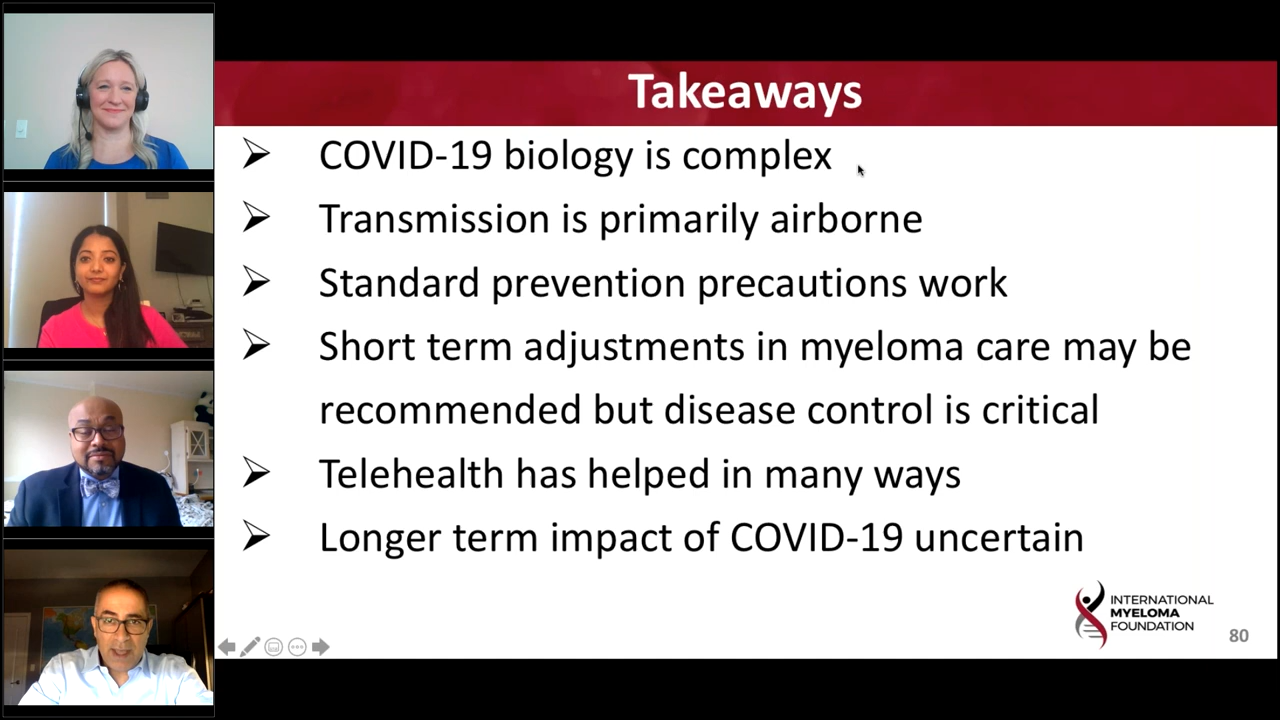 Takeaways
COVID-19 biology is complex
Transmission is primarily airborne
Standard prevention precautions work
Short term adjustments in myeloma care may be
recommended but disease control is critical
Telehealth has helped in many ways
Longer term impact of COVID-19 uncertain
INTERNATIONAL
MYELOMA
FOUNDATION
80